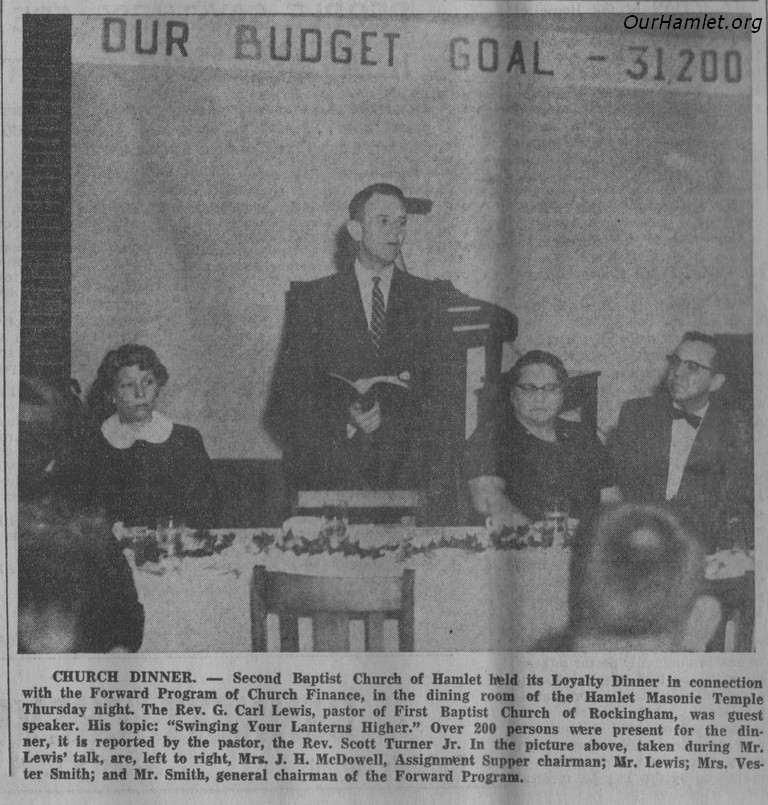 OurHamlet.org
OUR BUDGET GOAL - 31,200
CHURCH DINNER. — Second Baptist Church of Hamlet held its Loyalty Dinner in connection
with the Forward Program of Church Finance, in the dining room of the Hamlet Masonic Temple
Thursday night. The Rev. G. Carl Lewis, pastor of First Baptist Church of Rockingham, was guest
speaker. His topic: “Swinging Your Lanterns Higher.” Over 200 persons were present for the din-
ner, it is reported by the pastor, the Rev. Scott Turner Jr. In the picture above, taken during Mr.
Lewis’ talk, are, left to right, Mrs. J. H. McDowell, Assignment Supper chairman; Mr. Lewis; Mrs. Ves-
ter Smith; and Mr. Smith, general chairman of the Forward Program.